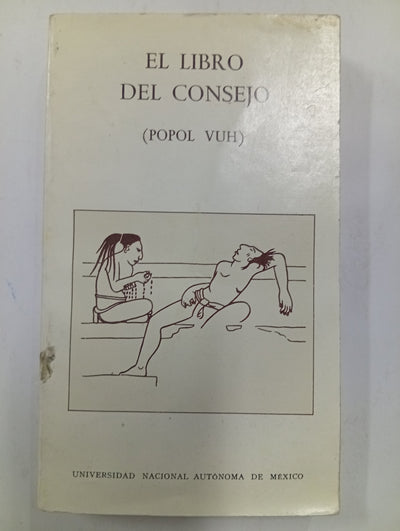 EL LIBRO
DEL CONSEJO
(POPOL VUH)
UNIVERSIDAD NACIONAL AUTÓNOMA DE MÉXICO